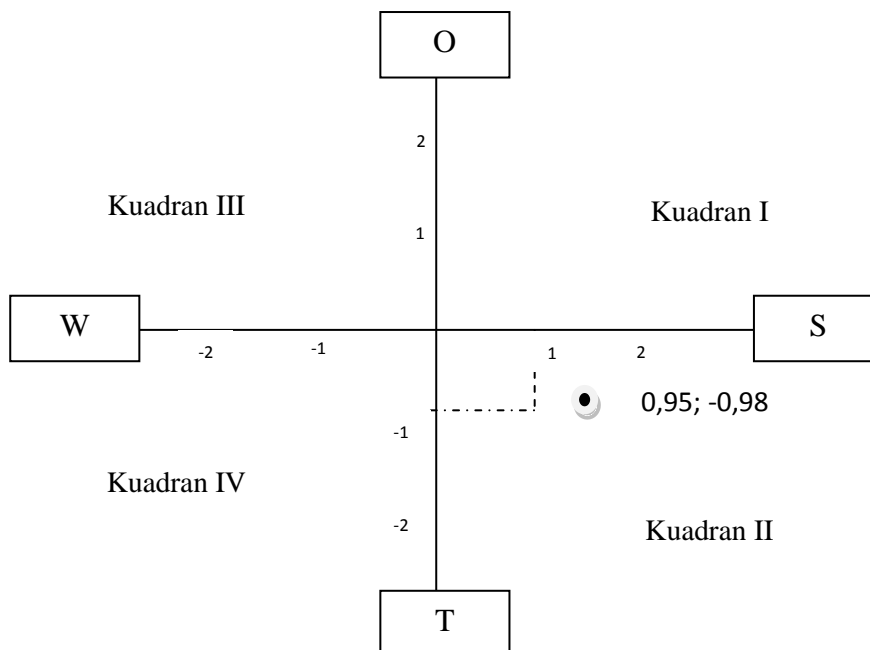 O
2
Kuadran III
Kuadran I
1
W
S
-2
-1
1
2
0,95; -0,98
-1
Kuadran IV
-2
Kuadran II
T